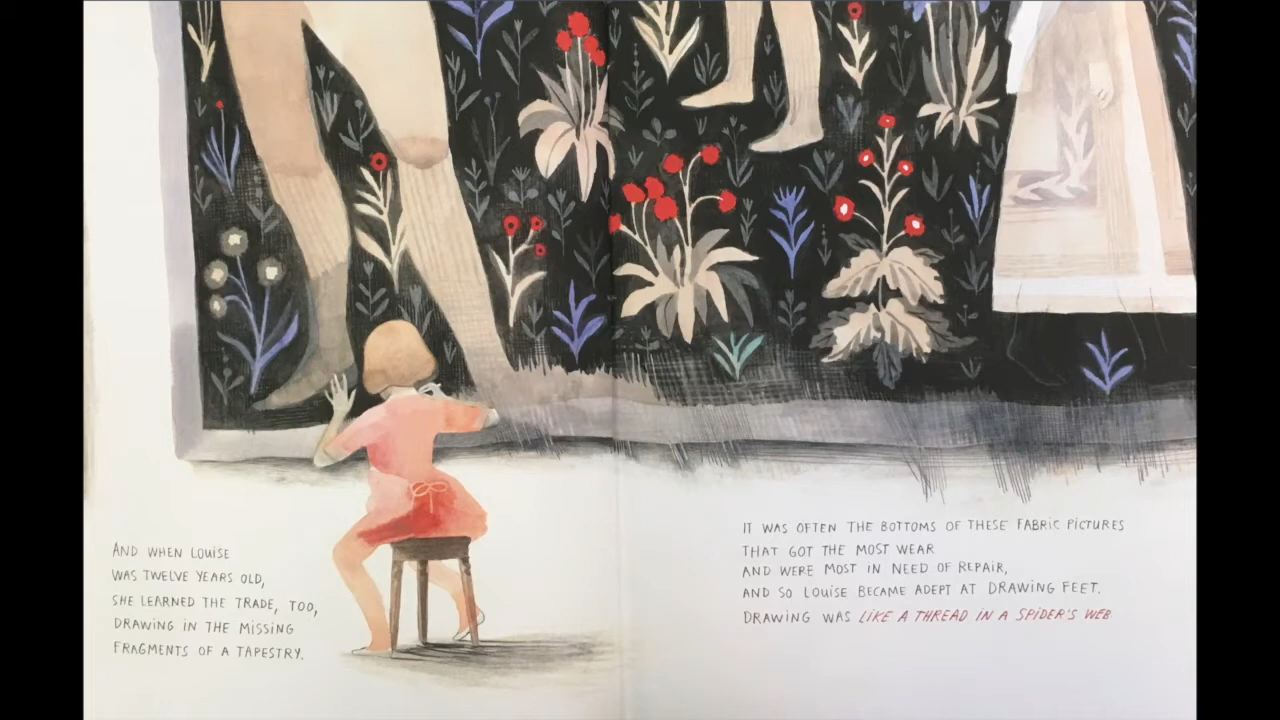 AND WHEN LOUISE
WAS TWELVE YEARS OLD,
SHE LEARNED THE TRADE, TOO,
DRAWING IN THE MISSING
FRAGMENTS OF A TAPESTRY.
IT WAS OFTEN THE BOTTOMS OF THESE FABRIC PICTURES
THAT GOT THE MOST WEAR
AND WERE MOST IN NEED OF REPAIR,
AND SO LOUISE BECAME ADEPT AT DRAWING FEET.
DRAWING WAS LIKE A THREAD IN A SPIDER'S WEB.